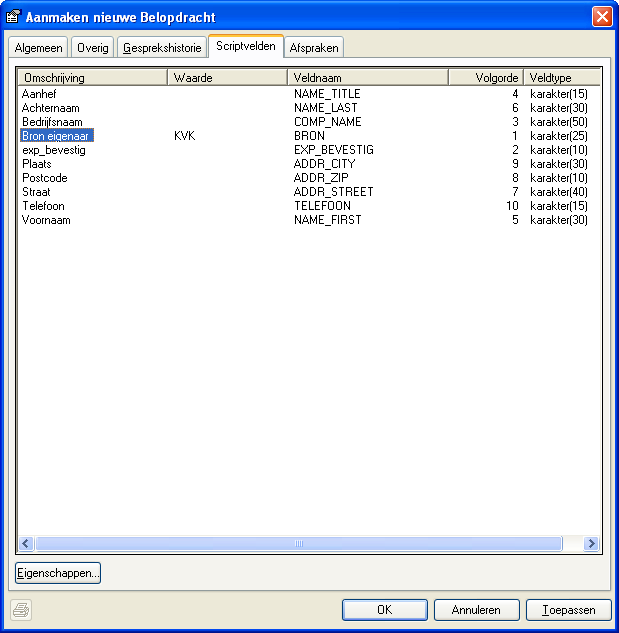 Aanmaken nieuwe Belopdracht
Algemeen Overig Gesprekshistorie Scriptvelden Afspraken
Omschrijving Waarde Veldnaam Volgorde Veldtype
Aanhef NAME_TITLE 4 karakter(15)
Achternaam NAME_LAST 6 karakter(30)
Bedrijfsnaam COMP_NAME 3 karakter(50)
Bron eigenaar KVK BRON 1 karakter(25)
exp_bevestig EXP_BEVESTIG 2 karakter(10)
Plaats ADDR_CITY 9 karakter(30)
Postcode ADDR_ZIP 8 karakter(10)
Straat ADDR_STREET 7 karakter(40)
Telefoon TELEFOON 10 karakter(15)
Voornaam NAME_FIRST 5 karakter(30)
Eigenschappen...
OK Annuleren Toepassen